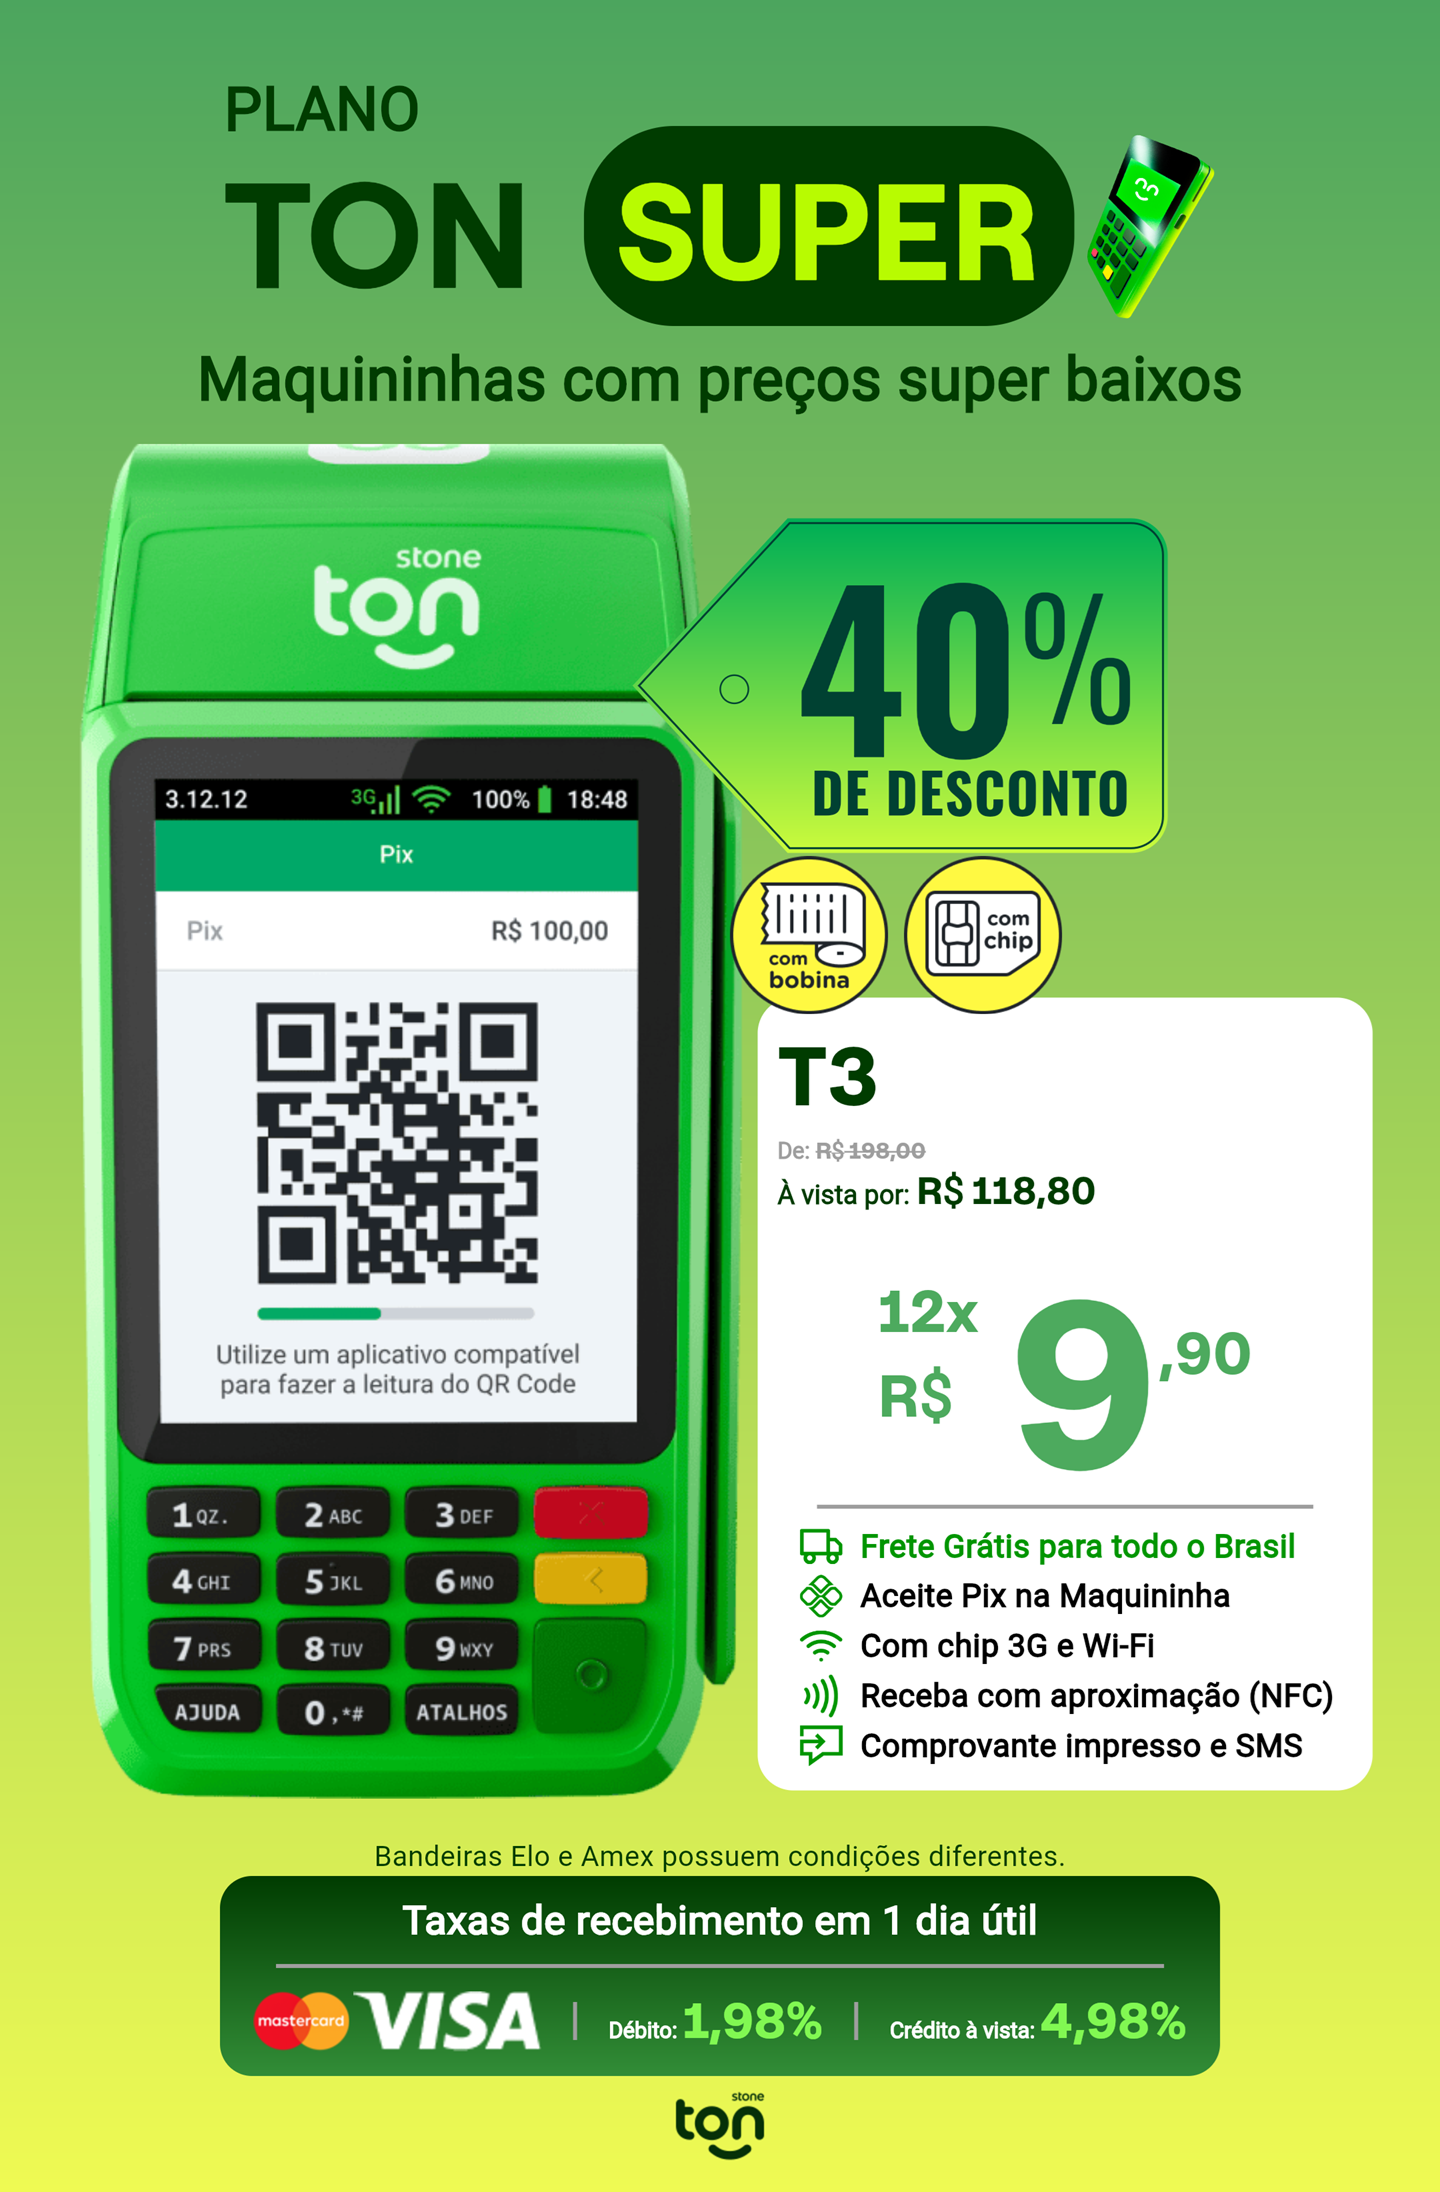 PLANO
TON SUPER
Maquininhas com preços super baixos
stone
ton
40%
DE DESCONTO
3.12.12 3G 100% 18:48
Pix
Pix R$ 100,00
Utilize um aplicativo compatível
para fazer a leitura do QR Code
1 QZ. 2 ABC 3 DEF
4 GHI 5 JKL 6 MNO
7 PRS 8 TUV 9 WXY
AJUDA 0 ,*# ATALHOS
com
bobina
com
chip
T3
De: R$ 198,00
À vista por: R$ 118,80
12x
R$ 9,90
Frete Grátis para todo o Brasil
Aceite Pix na Maquininha
Com chip 3G e Wi-Fi
Receba com aproximação (NFC)
Comprovante impresso e SMS
Bandeiras Elo e Amex possuem condições diferentes.
Taxas de recebimento em 1 dia útil
mastercard VISA | Débito: 1,98% | Crédito à vista: 4,98%
stone
ton